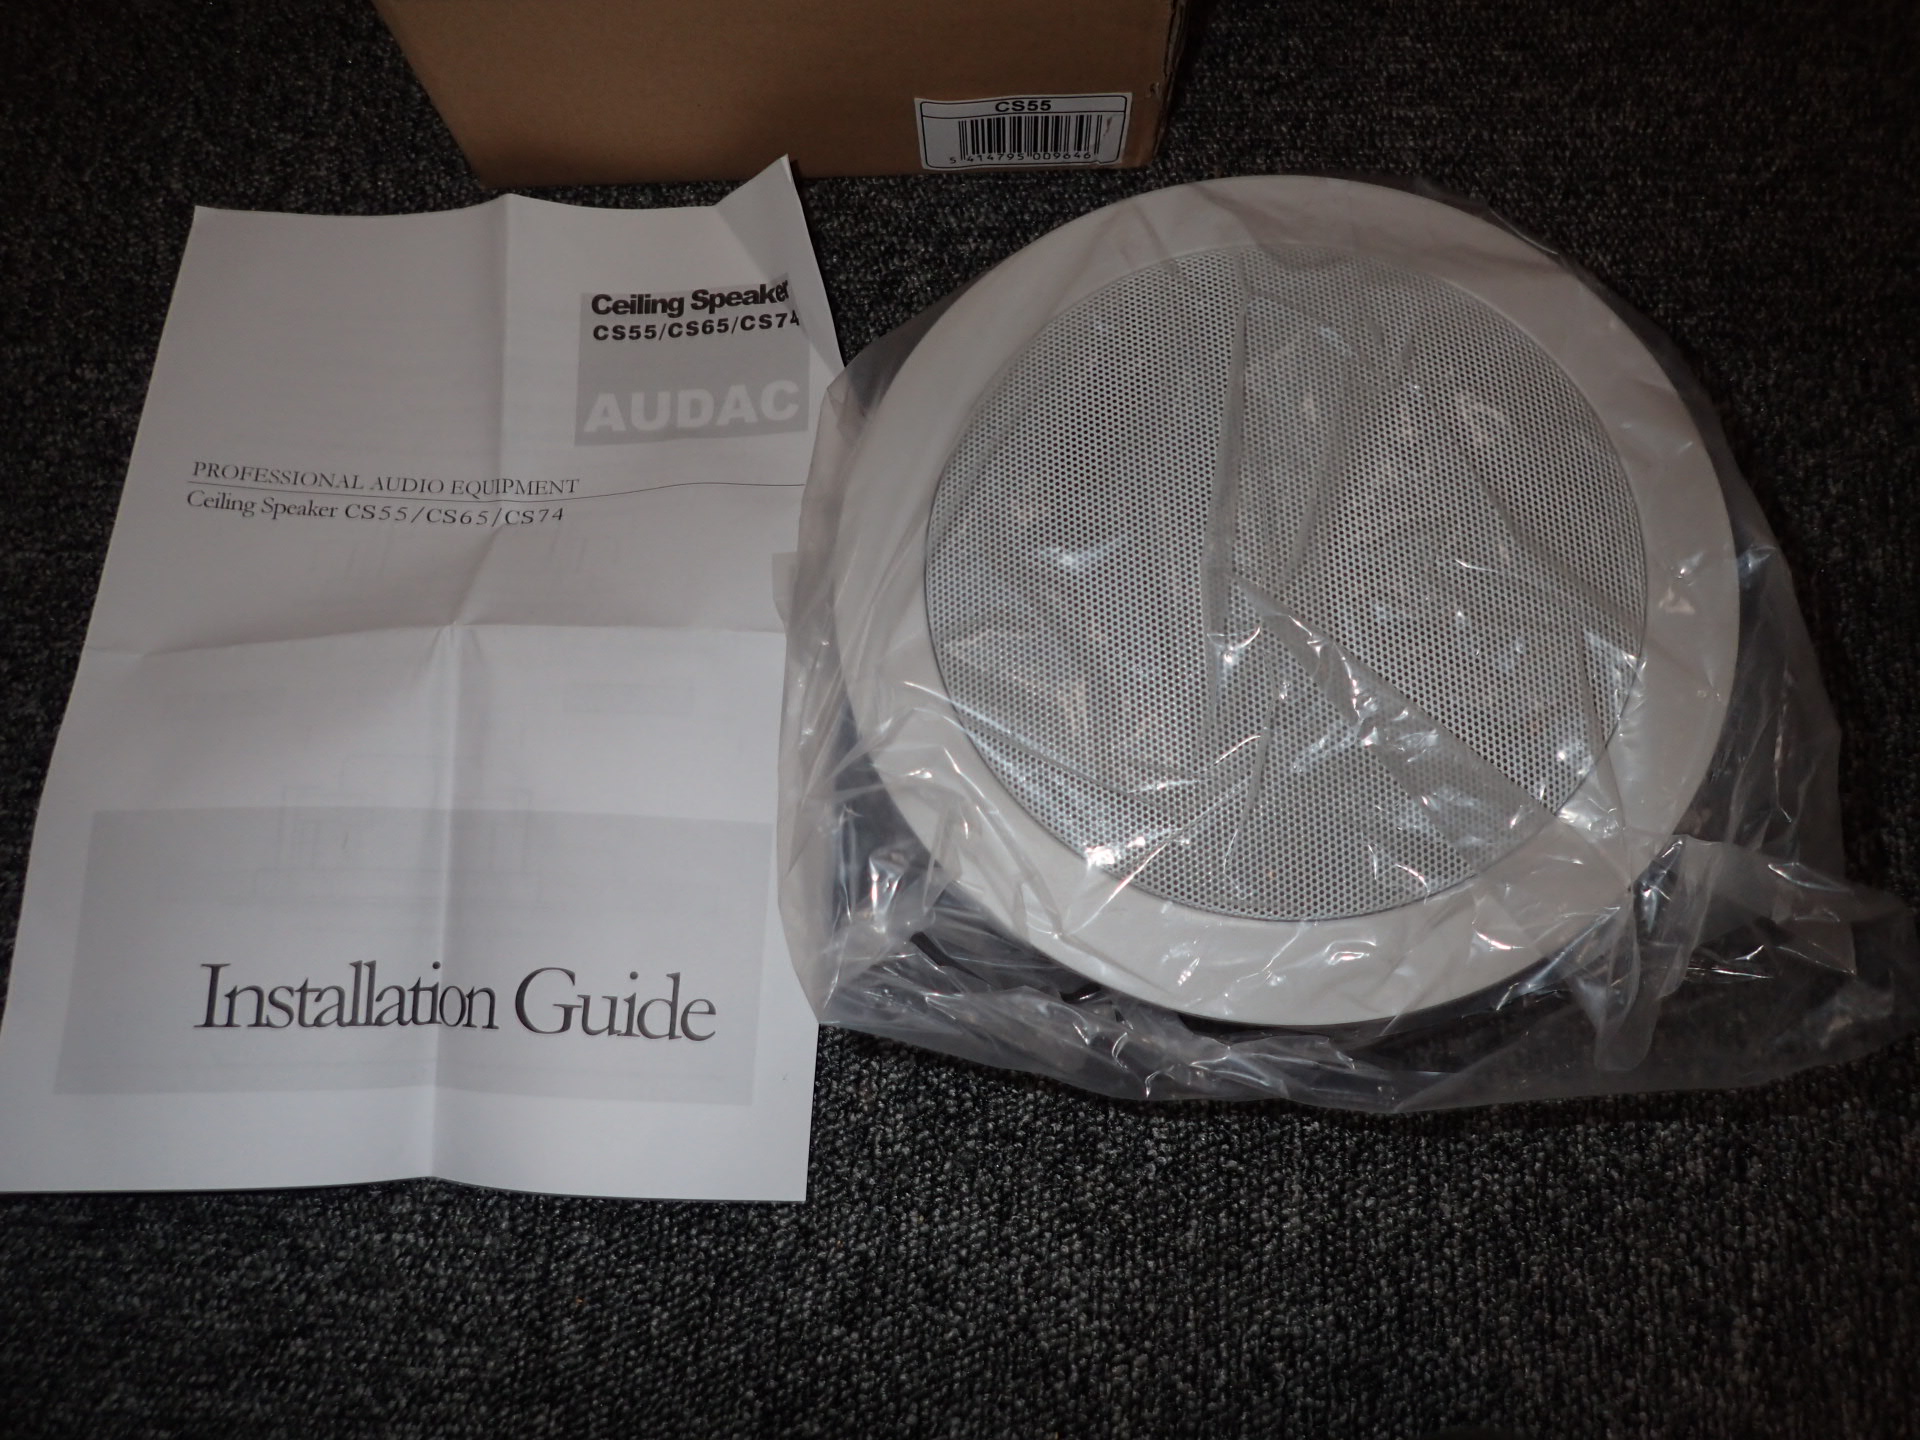 CS55
5 414795 009646
Ceiling Speaker
CS55/CS65/CS74
AUDAC
PROFESSIONAL AUDIO EQUIPMENT
Ceiling Speaker CS55/CS65/CS74
Installation Guide